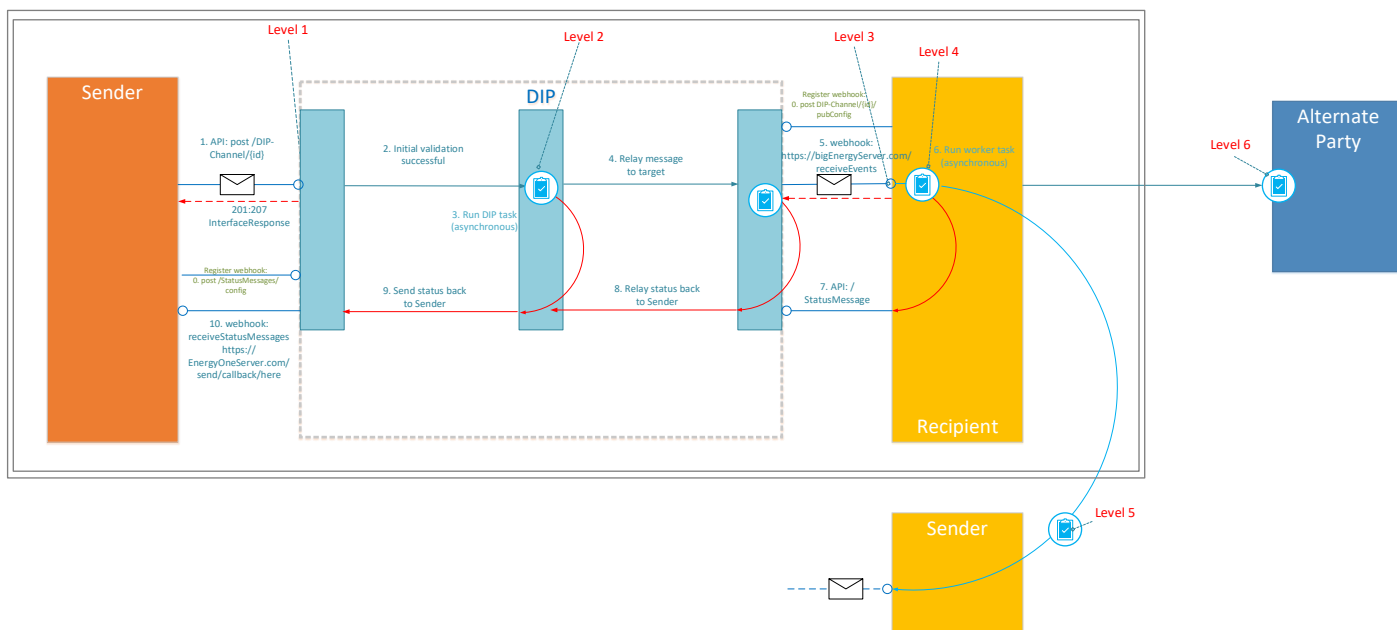 Level 1
Level 2
Level 3
Level 4
Sender
DIP
Register webhook:
0. post DIP-Channel/{id}/
pubConfig
Alternate
Party
1. API: post /DIP-
Channel/{id}
2. Initial validation
successful
4. Relay message
to target
5. webhook:
https://bigEnergyServer.com/
receiveEvents
6. Run worker task
(asynchronous)
Level 6
201:207
InterfaceResponse
3. Run DIP task
(asynchronous)
Register webhook:
0. post /StatusMessages/
config
9. Send status back
to Sender
8. Relay status back
to Sender
7. API: /
StatusMessage
10. webhook:
receiveStatusMessages
https://
EnergyOneServer.com/
send/callback/here
Recipient
Level 5
Sender